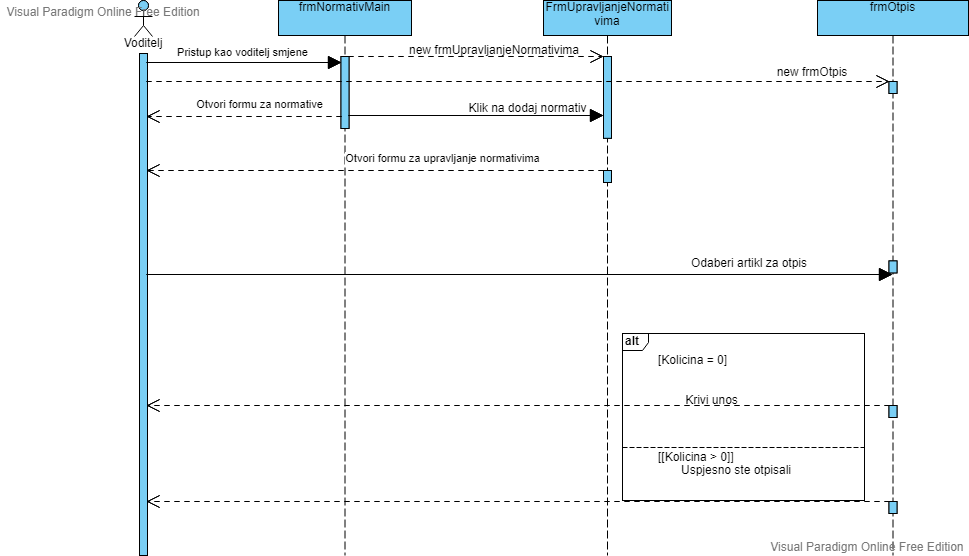 Visual Paradigm Online Free Edition
Voditelj
frmNormativMain
FrmUpravljanjeNormati
vima
frmOtpis
Pristup kao voditelj smjene
new frmUpravljanjeNormativima
new frmOtpis
Otvori formu za normative
Klik na dodaj normativ
Otvori formu za upravljanje normativima
Odaberi artikl za otpis
alt
[Kolicina = 0]
Krivi unos
[[Kolicina > 0]]
Uspjesno ste otpisali
Visual Paradigm Online Free Edition